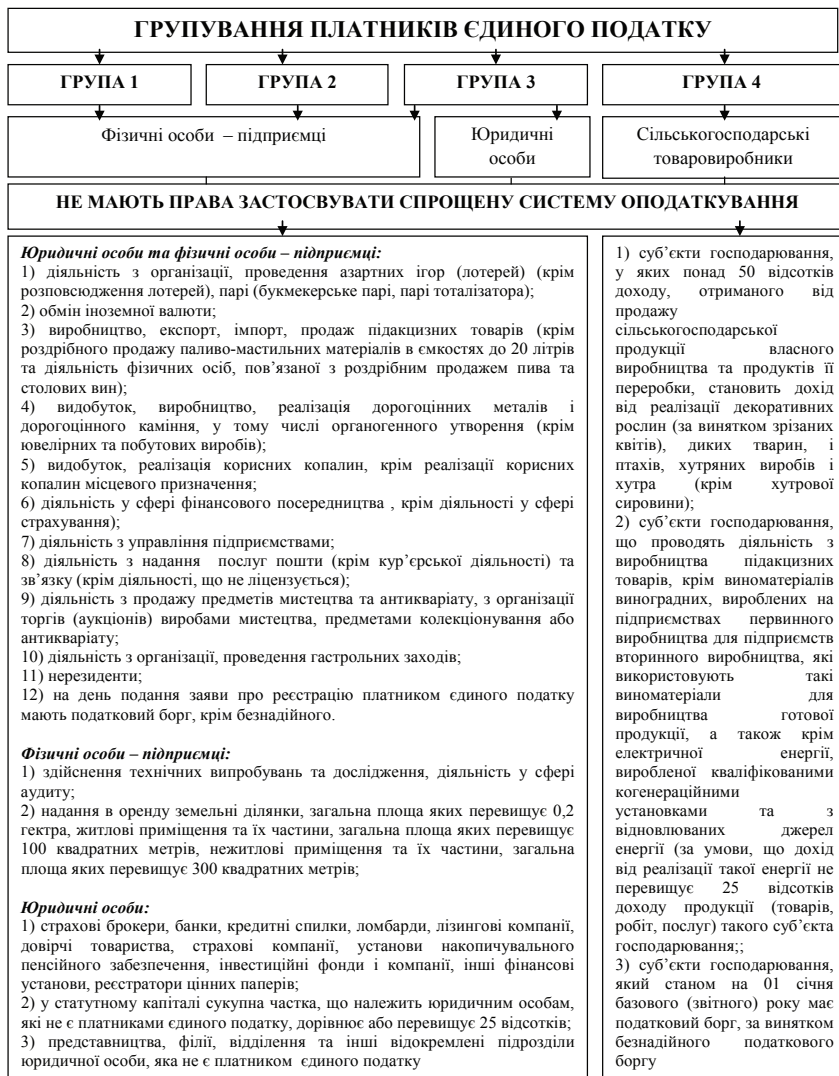 ГРУПУВАННЯ ПЛАТНИКІВ ЄДИНОГО ПОДАТКУ
ГРУПА 1
ГРУПА 2
ГРУПА 3
ГРУПА 4
Фізичні особи – підприємці
Юридичні
особи
Сільськогосподарські
товаровиробники
НЕ МАЮТЬ ПРАВА ЗАСТОСВУВАТИ СПРОЩЕНУ СИСТЕМУ ОПОДАТКУВАННЯ
Юридичні особи та фізичні особи – підприємці:
1) діяльність з організації, проведення азартних ігор (лотерей) (крім
розповсюдження лотерей), парі (букмекерське парі, парі тоталізатора);
2) обмін іноземної валюти;
3) виробництво, експорт, імпорт, продаж підакцизних товарів (крім
роздрібного продажу паливо-мастильних матеріалів в ємкостях до 20 літрів
та діяльність фізичних осіб, пов’язаної з роздрібним продажем пива та
столових вин);
4) видобуток, виробництво, реалізація дорогоцінних металів і
дорогоцінного каміння, у тому числі органогенного утворення (крім
ювелірних та побутових виробів);
5) видобуток, реалізація корисних копалин, крім реалізації корисних
копалин місцевого призначення;
6) діяльність у сфері фінансового посередництва , крім діяльності у сфері
страхування);
7) діяльність з управління підприємствами;
8) діяльність з надання послуг пошти (крім кур’єрської діяльності) та
зв’язку (крім діяльності, що не ліцензується);
9) діяльність з продажу предметів мистецтва та антикваріату, з організації
торгів (аукціонів) виробами мистецтва, предметами колекціонування або
антикваріату;
10) діяльність з організації, проведення гастрольних заходів;
11) нерезиденти;
12) на день подання заяви про реєстрацію платником єдиного податку
мають податковий борг, крім безнадійного.
Фізичні особи – підприємці:
1) здійснення технічних випробувань та дослідження, діяльність у сфері
аудиту;
2) надання в оренду земельні ділянки, загальна площа яких перевищує 0,2
гектра, житлові приміщення та їх частини, загальна площа яких перевищує
100 квадратних метрів, нежитлові приміщення та їх частини, загальна
площа яких перевищує 300 квадратних метрів;
Юридичні особи:
1) страхові брокери, банки, кредитні спилки, ломбарди, лізингові компанії,
довірчі товариства, страхові компанії, установи накопичувального
пенсійного забезпечення, інвестиційні фонди і компанії, інші фінансові
установи, реєстратори цінних паперів;
2) у статутному капіталі сукупна частка, що належить юридичним особам,
які не є платниками єдиного податку, дорівнює або перевищує 25 відсотків;
3) представництва, філії, відділення та інші відокремлені підрозділи
юридичної особи, яка не є платником єдиного податку
1) суб’єкти господарювання,
у яких понад 50 відсотків
доходу, отриманого від
продажу
сільськогосподарської
продукції власного
виробництва та продуктів її
переробки, становить дохід
від реалізації декоративних
рослин (за винятком зрізаних
квітів), диких тварин, і
птахів, хутряних виробів і
хутра (крім хутрової
сировини);
2) суб’єкти господарювання,
що проводять діяльність з
виробництва підакцизних
товарів, крім виноматеріалів
виноградних, вироблених на
підприємствах первинного
виробництва для підприємств
вторинного виробництва, які
використовують такі
виноматеріали для
виробництва готової
продукції, а також крім
електричної енергії,
виробленої кваліфікованими
когенераційними
установками та з
відновлюваних джерел
енергії (за умови, що дохід
від реалізації такої енергії не
перевищує 25 відсотків
доходу продукції (товарів,
робіт, послуг) такого суб’єкта
господарювання;;
3) суб’єкти господарювання,
який станом на 01 січня
базового (звітного) року має
податковий борг, за винятком
безнадійного податкового
боргу